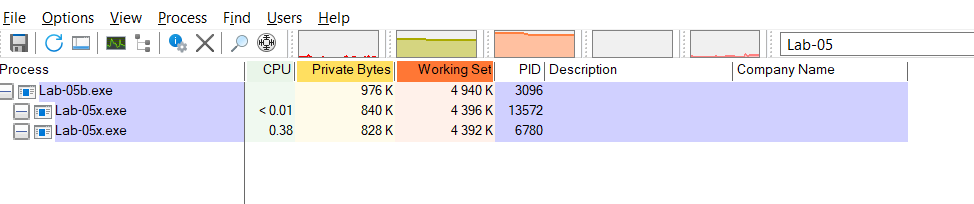 File Options View Process Find Users Help
Lab-05
Process CPU Private Bytes Working Set PID Description Company Name
Lab-05b.exe 976 K 4 940 K 3096
Lab-05x.exe < 0.01 840 K 4 396 K 13572
Lab-05x.exe 0.38 828 K 4 392 K 6780